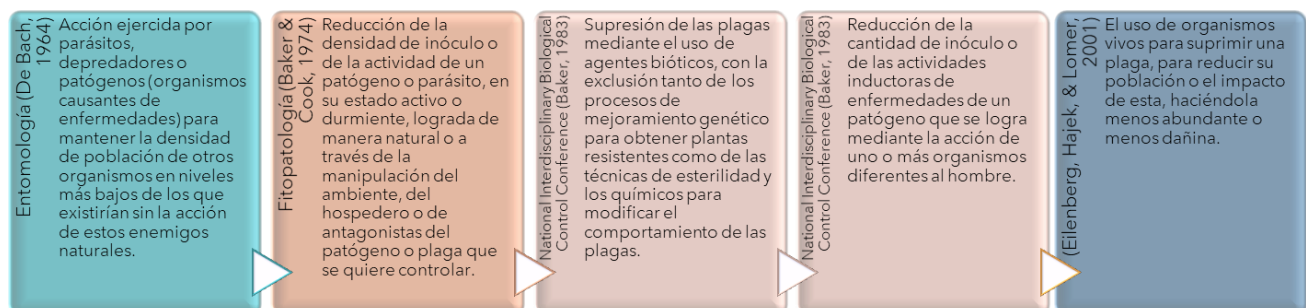 Entomología (De Bach,
1964)
Acción ejercida por
parásitos,
depredadores o
patógenos (organismos
causantes de
enfermedades) para
mantener la densidad
de población de otros
organismos en niveles
más bajos de los que
existirían sin la acción
de estos enemigos
naturales.
Fitopatología (Baker &
Cook, 1974)
Reducción de la
densidad de inóculo o
de la actividad de un
patógeno o parásito, en
su estado activo o
durmiente, lograda de
manera natural o a
través de la
manipulación del
ambiente, del
hospedero o de
antagonistas del
patógeno o plaga que
se quiere controlar.
National Interdisciplinary Biological
Control Conference (Baker, 1983)
Supresión de las plagas
mediante el uso de
agentes bióticos, con la
exclusión tanto de los
procesos de
mejoramiento genético
para obtener plantas
resistentes como de las
técnicas de esterilidad y
los químicos para
modificar el
comportamiento de las
plagas.
National Interdisciplinary Biological
Control Conference (Baker, 1983)
Reducción de la
cantidad de inóculo o
de las actividades
inductoras de
enfermedades de un
patógeno que se logra
mediante la acción de
uno o más organismos
diferentes al hombre.
(Eilenberg, Hajek, & Lomer,
2001)
El uso de organismos
vivos para suprimir una
plaga, para reducir su
población o el impacto
de esta, haciéndola
menos abundante o
menos dañina.